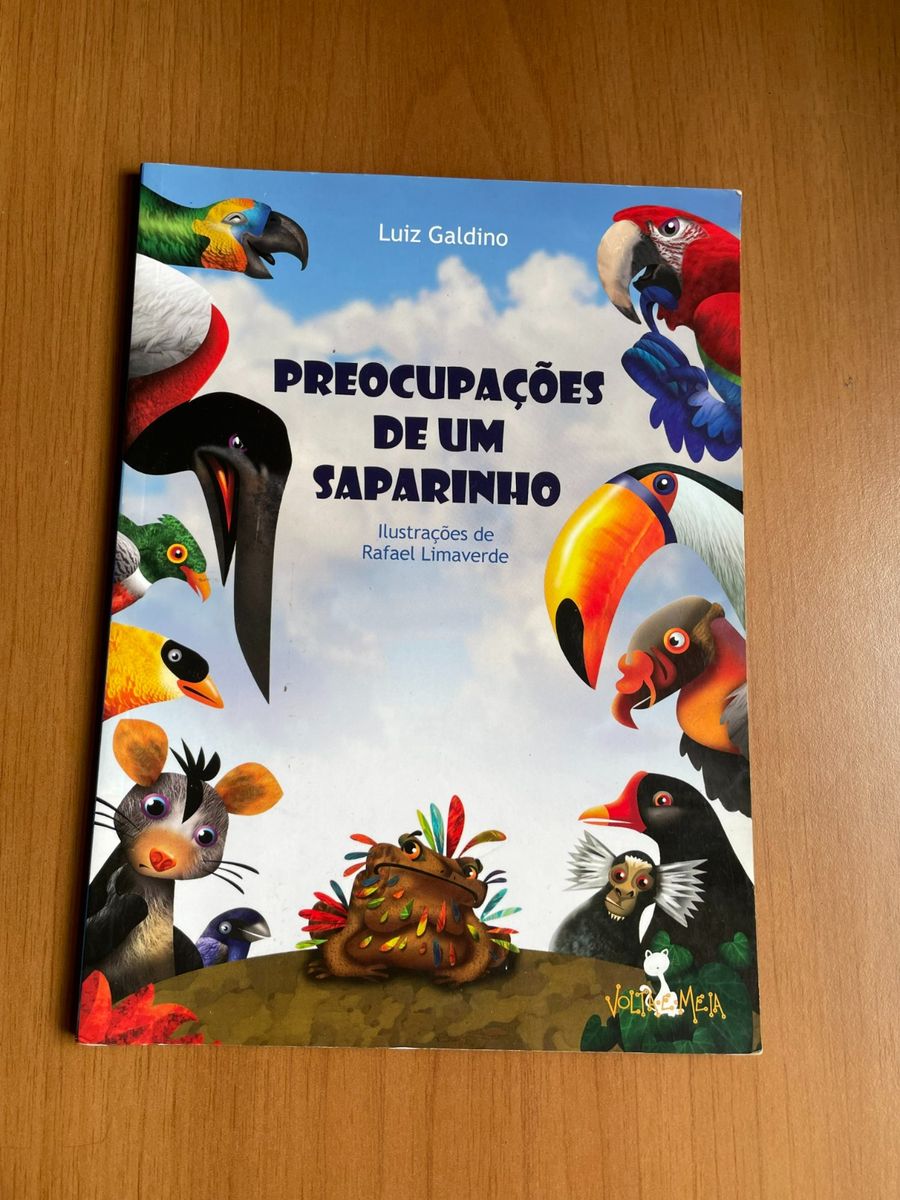 Luiz Galdino
PREOCUPAÇÕES
DE UM
SAPARINHO
Ilustrações de
Rafael Limaverde
VOLTA E MEIA